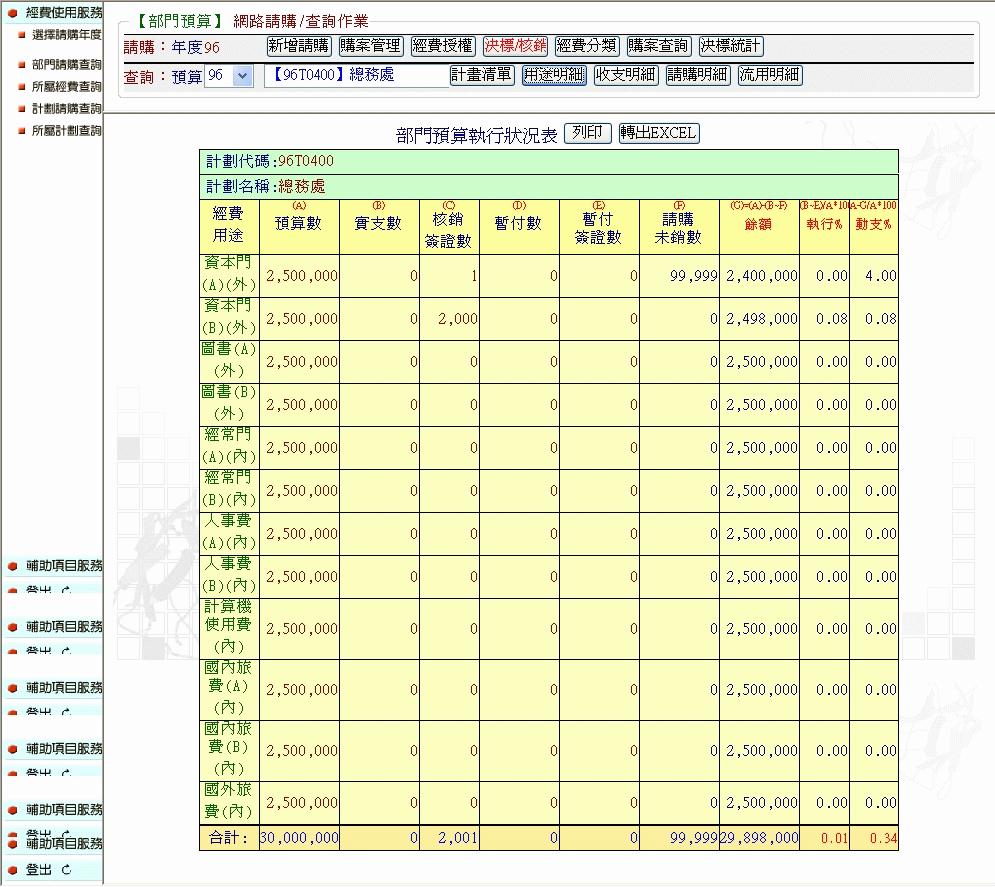 經費使用服務
選擇請購年度
部門請購查詢
所屬經費查詢
計劃請購查詢
所屬計劃查詢
輔助項目服務
登出
輔助項目服務
登出
輔助項目服務
登出
輔助項目服務
登出
輔助項目服務
登出
輔助項目服務
登出
【部門預算】 網路請購/查詢作業
請購：年度96 新增請購 購案管理 經費授權 決標/核銷 經費分類 購案查詢 決標統計
查詢：預算 96 【96T0400】總務處 計畫清單 用途明細 收支明細 請購明細 流用明細
部門預算執行狀況表 列印 轉出EXCEL
計劃代碼:96T0400
計劃名稱:總務處
經費用途 (A)預算數 (B)實支數 (C)核銷簽證數 (D)暫付數 (E)暫付簽證數 (F)請購未銷數 (G)=(A)-(B~F)餘額 (B~E)/A*100執行% (A-G)/A*100動支%
資本門(A)(外) 2,500,000 0 1 0 0 99,999 2,400,000 0.00 4.00
資本門(B)(外) 2,500,000 0 2,000 0 0 0 2,498,000 0.08 0.08
圖書(A)(外) 2,500,000 0 0 0 0 0 2,500,000 0.00 0.00
圖書(B)(外) 2,500,000 0 0 0 0 0 2,500,000 0.00 0.00
經常門(A)(內) 2,500,000 0 0 0 0 0 2,500,000 0.00 0.00
經常門(B)(內) 2,500,000 0 0 0 0 0 2,500,000 0.00 0.00
人事費(A)(內) 2,500,000 0 0 0 0 0 2,500,000 0.00 0.00
人事費(B)(內) 2,500,000 0 0 0 0 0 2,500,000 0.00 0.00
計算機使用費(內) 2,500,000 0 0 0 0 0 2,500,000 0.00 0.00
國內旅費(A)(內) 2,500,000 0 0 0 0 0 2,500,000 0.00 0.00
國內旅費(B)(內) 2,500,000 0 0 0 0 0 2,500,000 0.00 0.00
國外旅費(內) 2,500,000 0 0 0 0 0 2,500,000 0.00 0.00
合計: 30,000,000 0 2,001 0 0 99,999 29,898,000 0.01 0.34